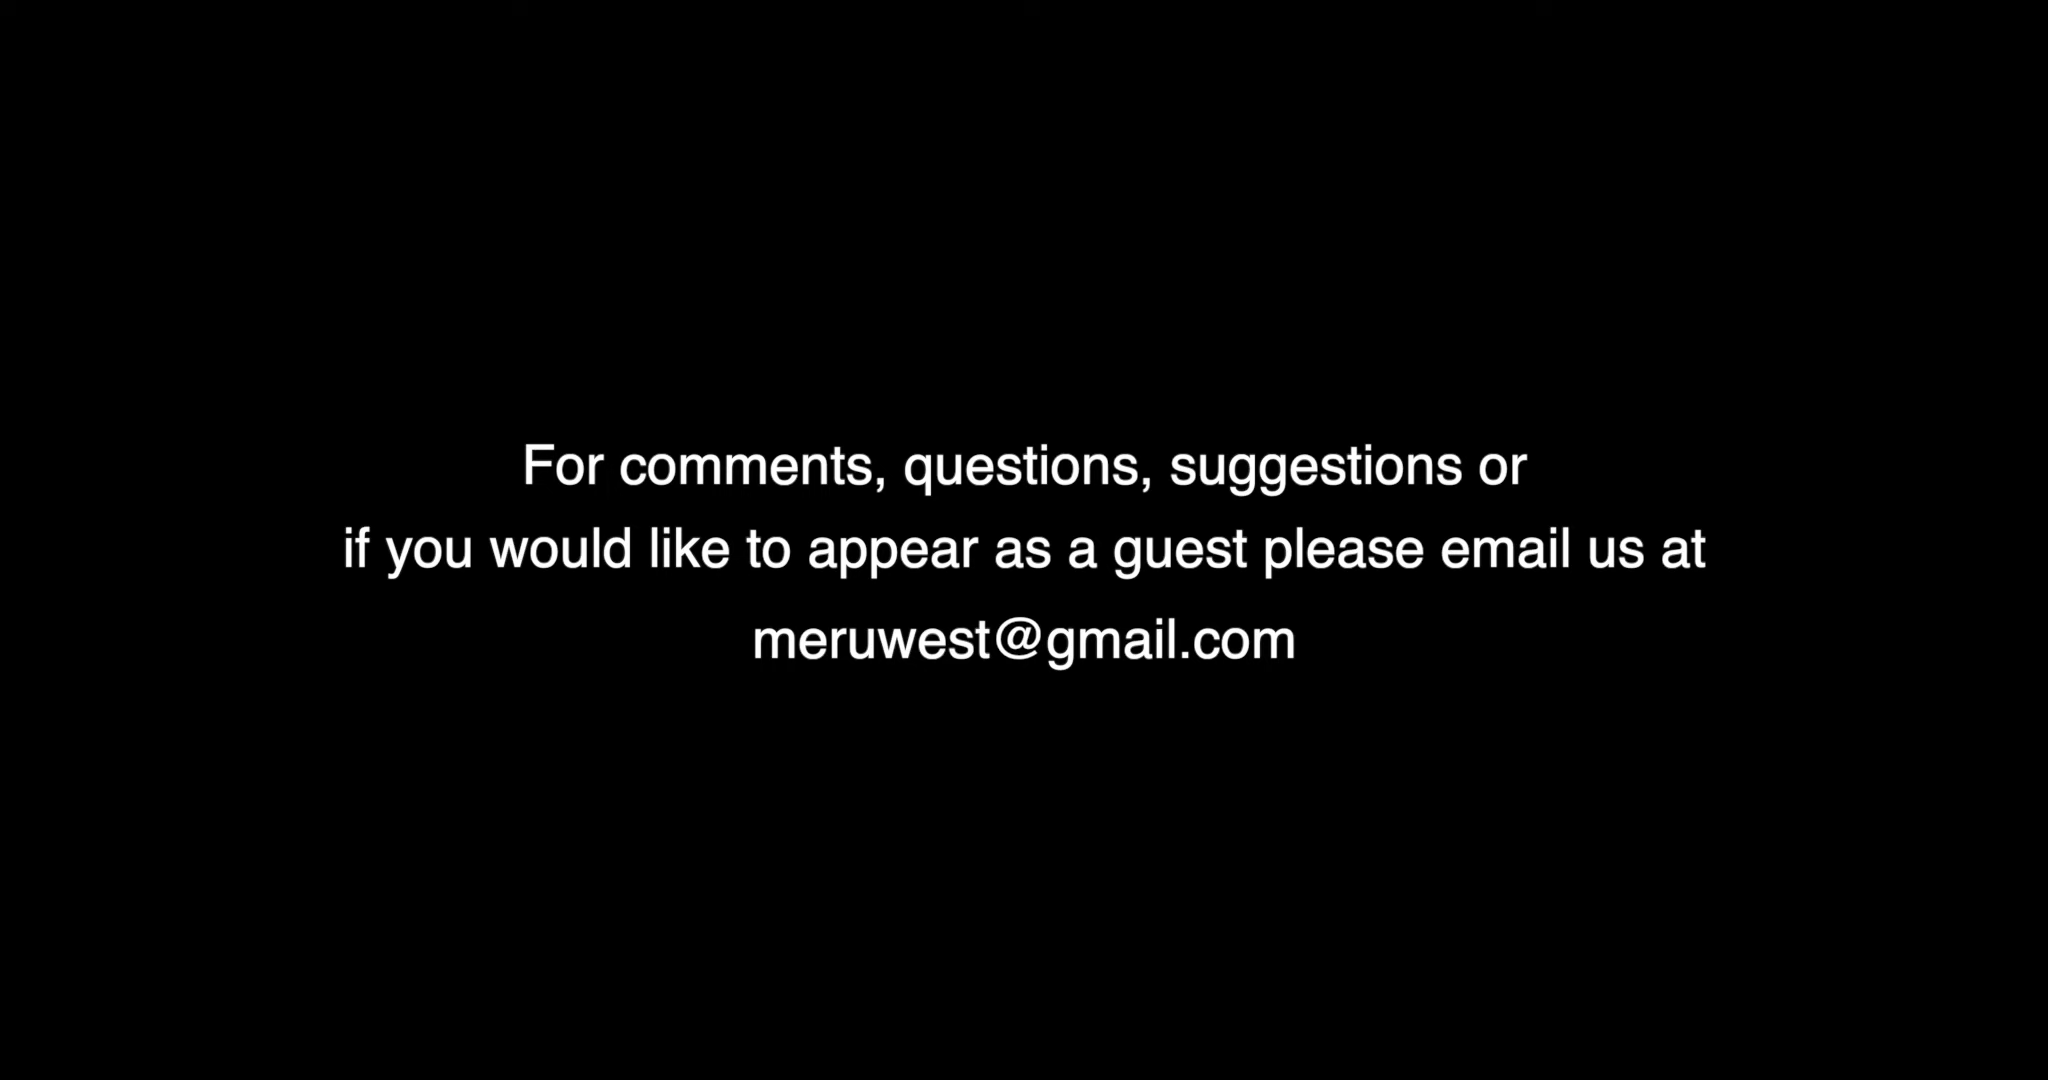 For comments, questions, suggestions or
if you would like to appear as a guest please email us at
meruwest@gmail.com